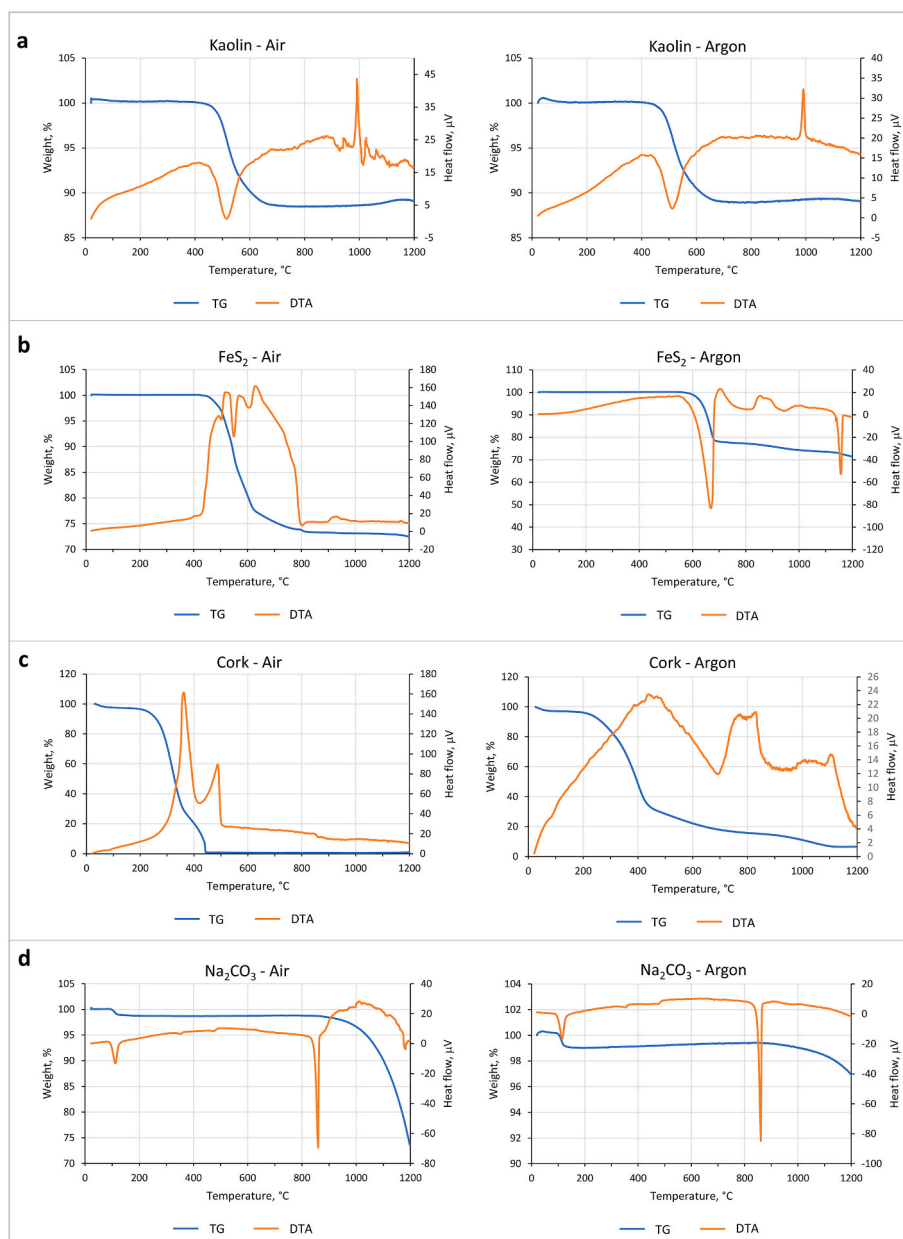 a
Kaolin - Air
105
100
95
90
85
Weight, %
45
35
25
15
5
-5
Heat flow, µV
0 200 400 600 800 1000 1200
Temperature, °C
TG DTA
Kaolin - Argon
105
100
95
90
85
Weight, %
40
35
30
25
20
15
10
5
0
-5
Heat flow, µV
0 200 400 600 800 1000 1200
Temperature, °C
TG DTA
b
FeS₂ - Air
105
100
95
90
85
80
75
70
Weight, %
180
160
140
120
100
80
60
40
20
0
-20
Heat flow, µV
0 200 400 600 800 1000 1200
Temperature, °C
TG DTA
FeS₂ - Argon
110
100
90
80
70
60
50
40
30
Weight, %
40
20
0
-20
-40
-60
-80
-100
-120
Heat flow, µV
0 200 400 600 800 1000 1200
Temperature, °C
TG DTA
c
Cork - Air
120
100
80
60
40
20
0
Weight, %
180
160
140
120
100
80
60
40
20
0
Heat flow, µV
0 200 400 600 800 1000 1200
Temperature, °C
TG DTA
Cork - Argon
120
100
80
60
40
20
0
Weight, %
26
24
22
20
18
16
14
12
10
8
6
4
2
0
Heat flow, µV
0 200 400 600 800 1000 1200
Temperature, °C
TG DTA
d
Na₂CO₃ - Air
105
100
95
90
85
80
75
70
Weight, %
40
20
0
-20
-40
-60
-80
Heat flow, µV
0 200 400 600 800 1000 1200
Temperature, °C
TG DTA
Na₂CO₃ - Argon
104
102
100
98
96
94
92
90
Weight, %
20
0
-20
-40
-60
-80
-100
Heat flow, µV
0 200 400 600 800 1000 1200
Temperature, °C
TG DTA